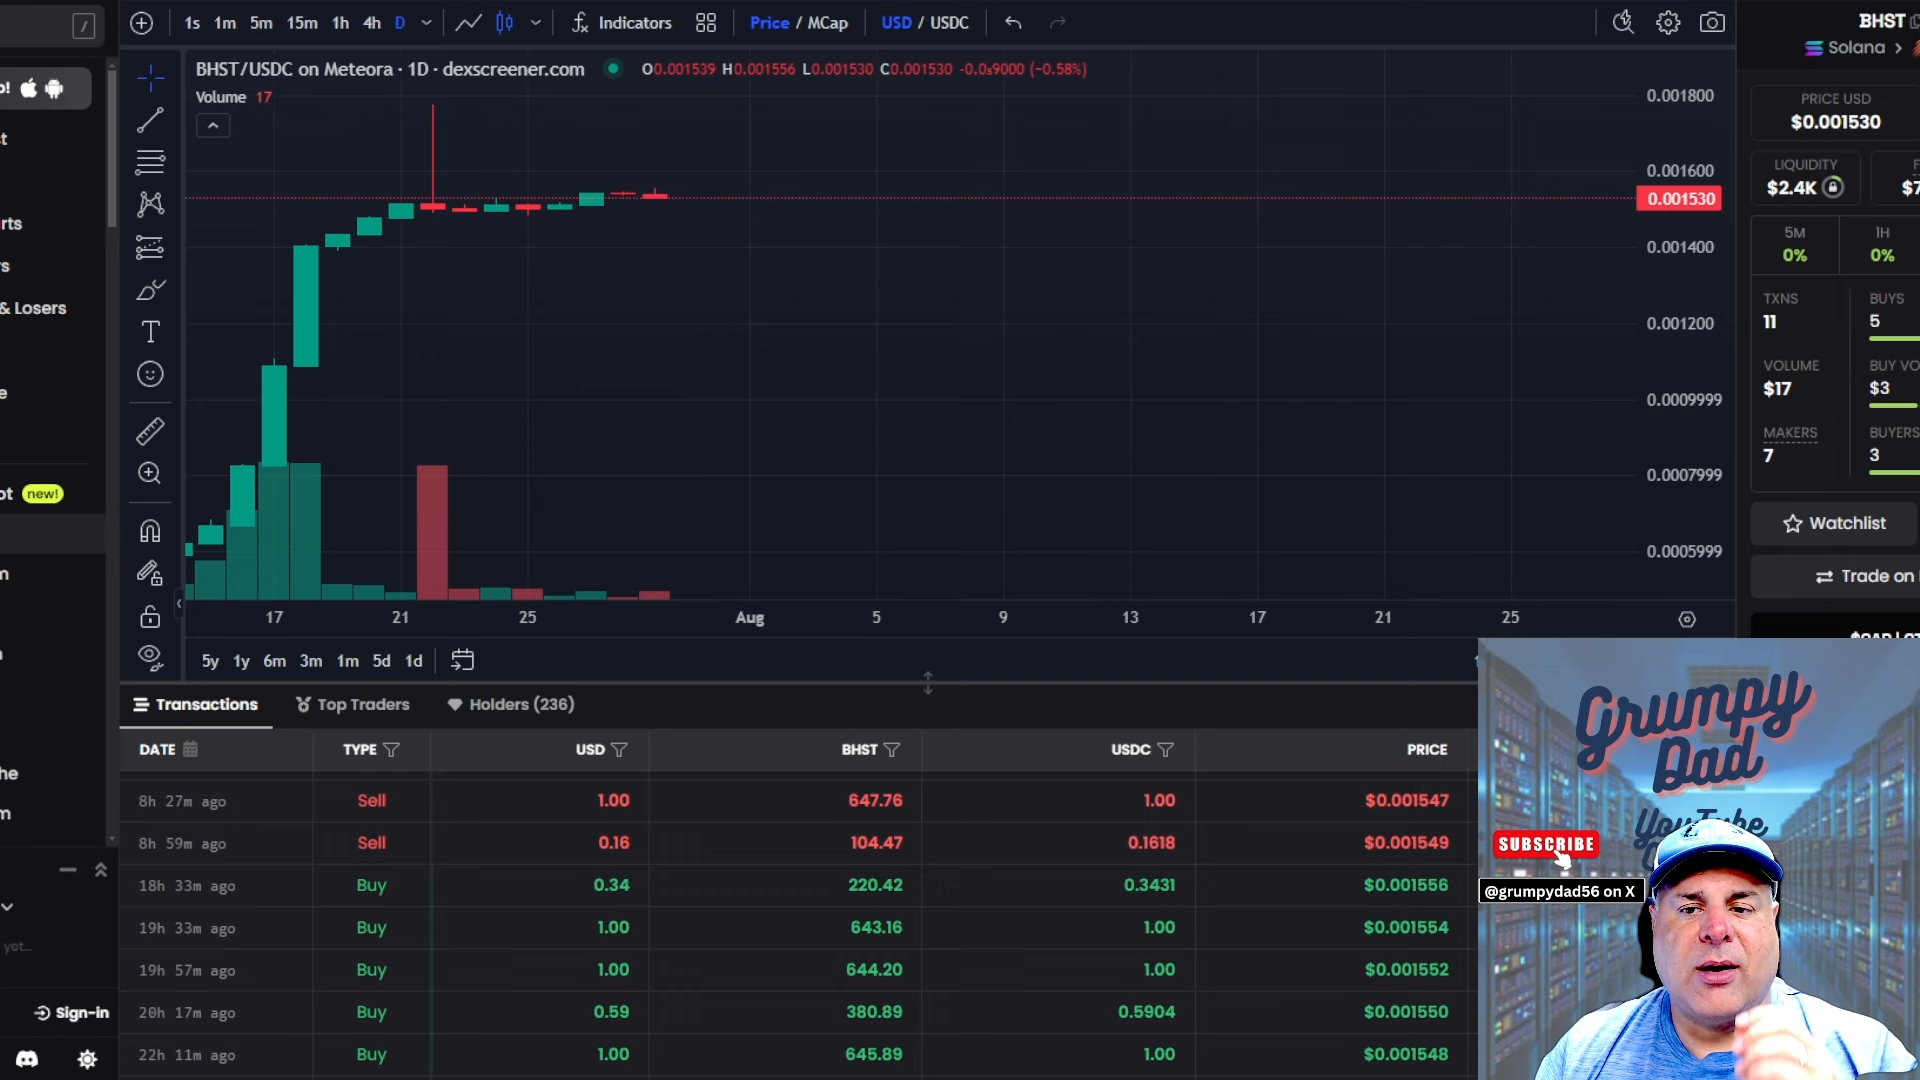 /
1s 1m 5m 15m 1h 4h D Indicators Price / MCap USD / USDC
BHST
Solana
BHST/USDC on Meteora · 1D · dexscreener.com O0.001539 H0.001556 L0.001530 C0.001530 -0.0₅9000 (−0.58%)
Volume 17
0.001800
0.001600
0.001530
0.001400
0.001200
0.0009999
0.0007999
0.0005999
PRICE USD
$0.001530
LIQUIDITY
$2.4K
5M 1H
0% 0%
TXNS BUYS
11 5
VOLUME BUY VO
$17 $3
MAKERS BUYERS
7 3
Watchlist
Trade on
& Losers
new!
17 21 25 Aug 5 9 13 17 21 25
5y 1y 6m 3m 1m 5d 1d
Transactions Top Traders Holders (236)
DATE TYPE USD BHST USDC PRICE
8h 27m ago Sell 1.00 647.76 1.00 $0.001547
8h 59m ago Sell 0.16 104.47 0.1618 $0.001549
18h 33m ago Buy 0.34 220.42 0.3431 $0.001556
19h 33m ago Buy 1.00 643.16 1.00 $0.001554
19h 57m ago Buy 1.00 644.20 1.00 $0.001552
20h 17m ago Buy 0.59 380.89 0.5904 $0.001550
22h 11m ago Buy 1.00 645.89 1.00 $0.001548
yet...
Sign-in
Grumpy
Dad
YouTube
SUBSCRIBE
@grumpydad56 on X